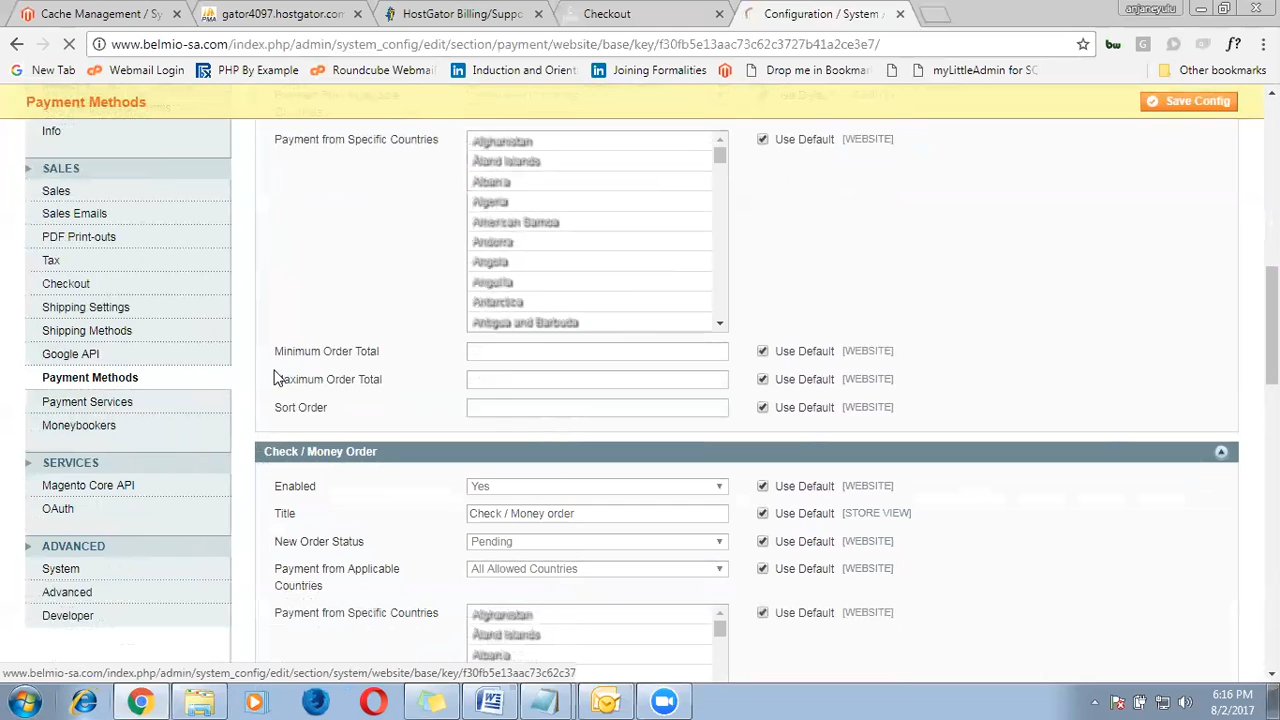 Cache Management / Sy
gator4097.hostgator.com
HostGator Billing/Suppo
Checkout
Configuration / System
anjaneyulu
www.belmio-sa.com/index.php/admin/system_config/edit/section/payment/website/base/key/f30fb5e13aac73c62c3727b41a2ce3e7/
New Tab
Webmail Login
PHP By Example
Roundcube Webmail
Induction and Orient
Joining Formalities
Drop me in Bookmark
myLittleAdmin for SQ
Other bookmarks
Payment Methods
Save Config
Info
SALES
Sales
Sales Emails
PDF Print-outs
Tax
Checkout
Shipping Settings
Shipping Methods
Google API
Payment Methods
Payment Services
Moneybookers
SERVICES
Magento Core API
OAuth
ADVANCED
System
Advanced
Developer
Payment from Specific Countries
Afghanistan
Åland Islands
Albania
Algeria
American Samoa
Andorra
Angola
Anguilla
Antarctica
Antigua and Barbuda
Use Default [WEBSITE]
Minimum Order Total Use Default [WEBSITE]
Maximum Order Total Use Default [WEBSITE]
Sort Order Use Default [WEBSITE]
Check / Money Order
Enabled Yes Use Default [WEBSITE]
Title Check / Money order Use Default [STORE VIEW]
New Order Status Pending Use Default [WEBSITE]
Payment from Applicable Countries All Allowed Countries Use Default [WEBSITE]
Payment from Specific Countries
Afghanistan
Åland Islands
Albania
Use Default [WEBSITE]
www.belmio-sa.com/index.php/admin/system_config/edit/section/system/website/base/key/f30fb5e13aac73c62c37
6:16 PM
8/2/2017